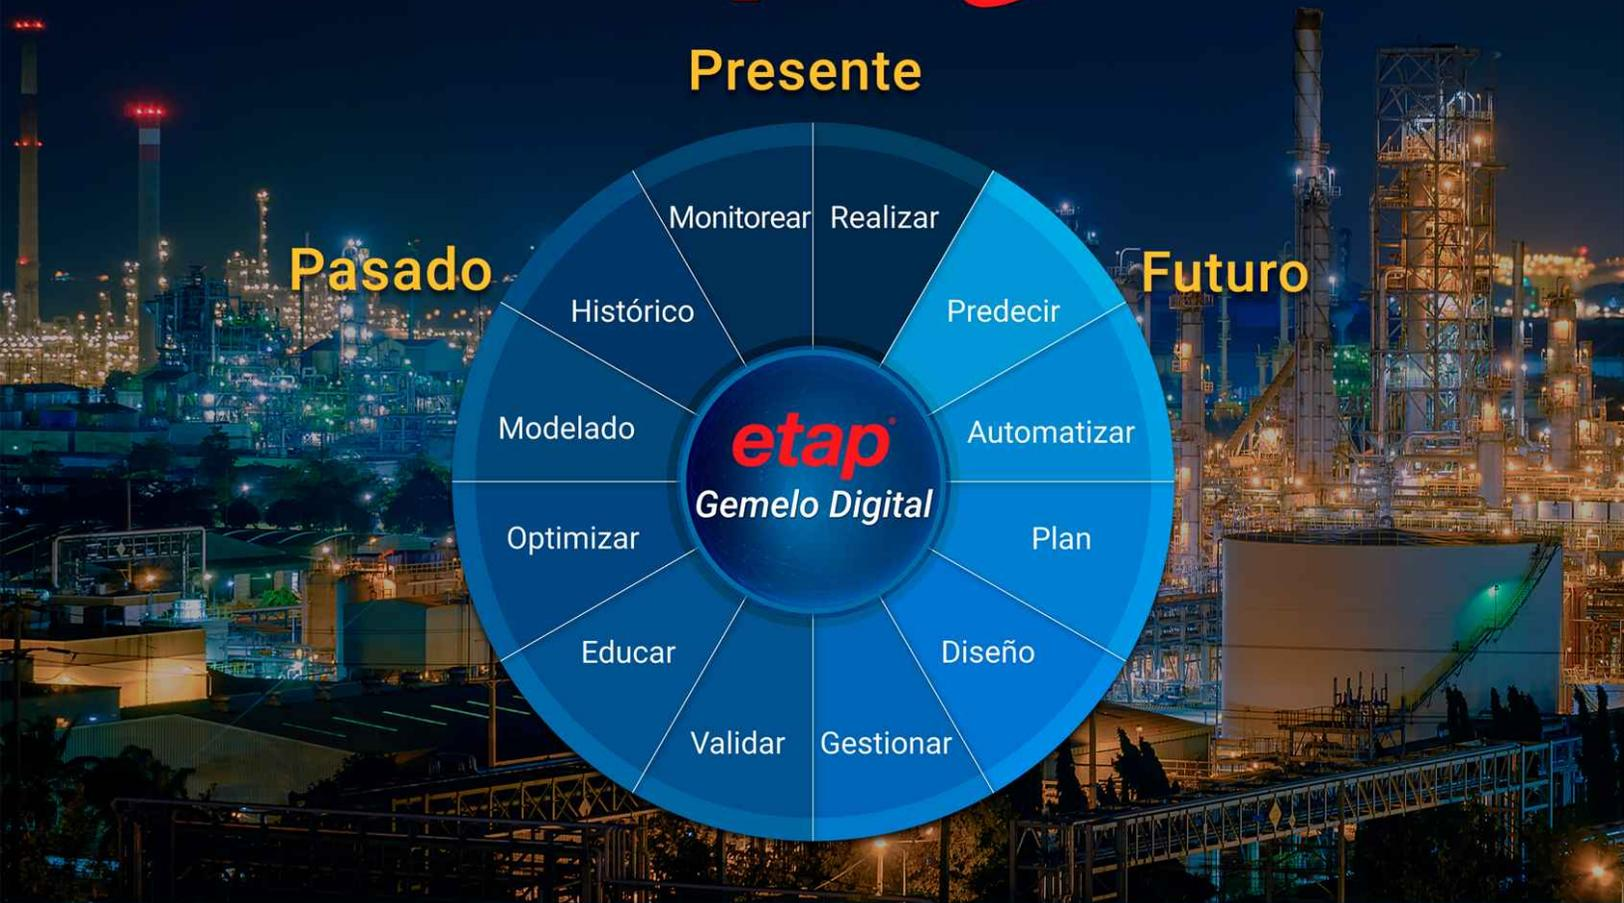 Presente
Pasado
Futuro
Monitorear
Realizar
Histórico
Predecir
Modelado
Automatizar
etap
Gemelo Digital
Optimizar
Plan
Educar
Diseño
Validar
Gestionar